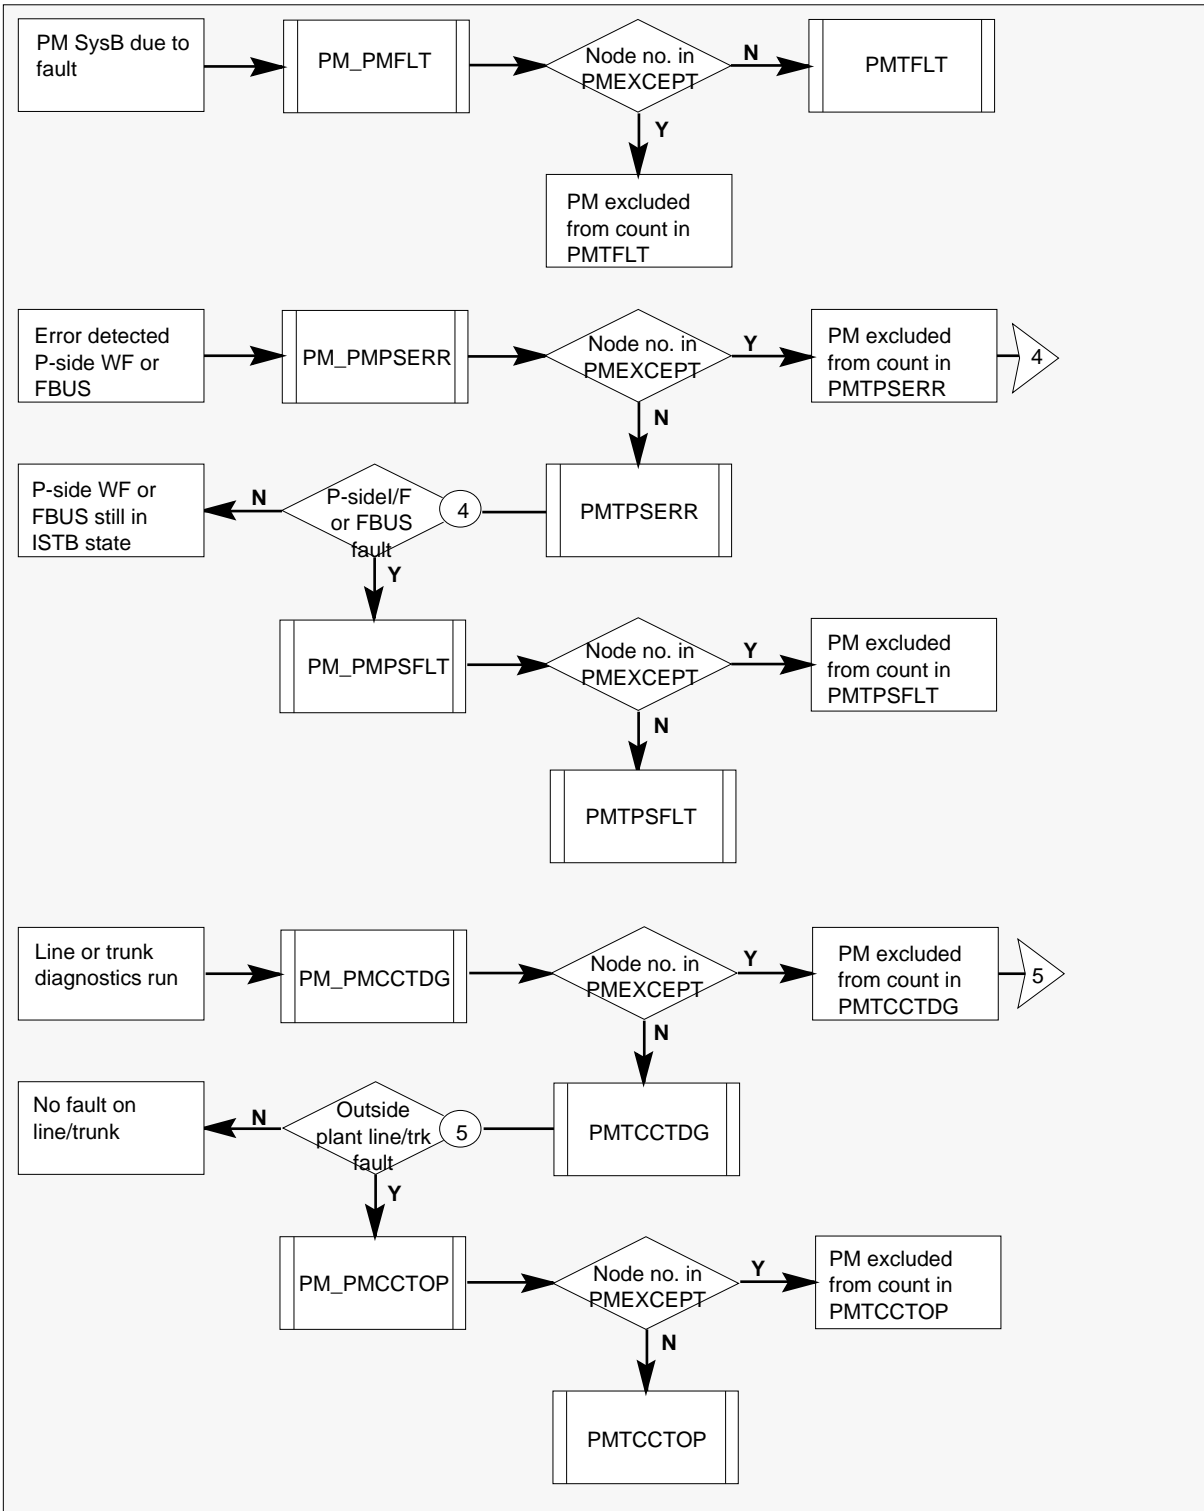 PM SysB due to
fault
PM_PMFLT
Node no. in
PMEXCEPT
N
PMTFLT
Y
PM excluded
from count in
PMTFLT
Error detected
P-side WF or
FBUS
PM_PMPSERR
Node no. in
PMEXCEPT
Y
PM excluded
from count in
PMTPSERR
4
N
P-side WF or
FBUS still in
ISTB state
N
P-sideI/F
or FBUS
fault
4
PMTPSERR
Y
PM_PMPSFLT
Node no. in
PMEXCEPT
Y
PM excluded
from count in
PMTPSFLT
N
PMTPSFLT
Line or trunk
diagnostics run
PM_PMCCTDG
Node no. in
PMEXCEPT
Y
PM excluded
from count in
PMTCCTDG
5
N
No fault on
line/trunk
N
Outside
plant line/trk
fault
5
PMTCCTDG
Y
PM_PMCCTOP
Node no. in
PMEXCEPT
Y
PM excluded
from count in
PMTCCTOP
N
PMTCCTOP